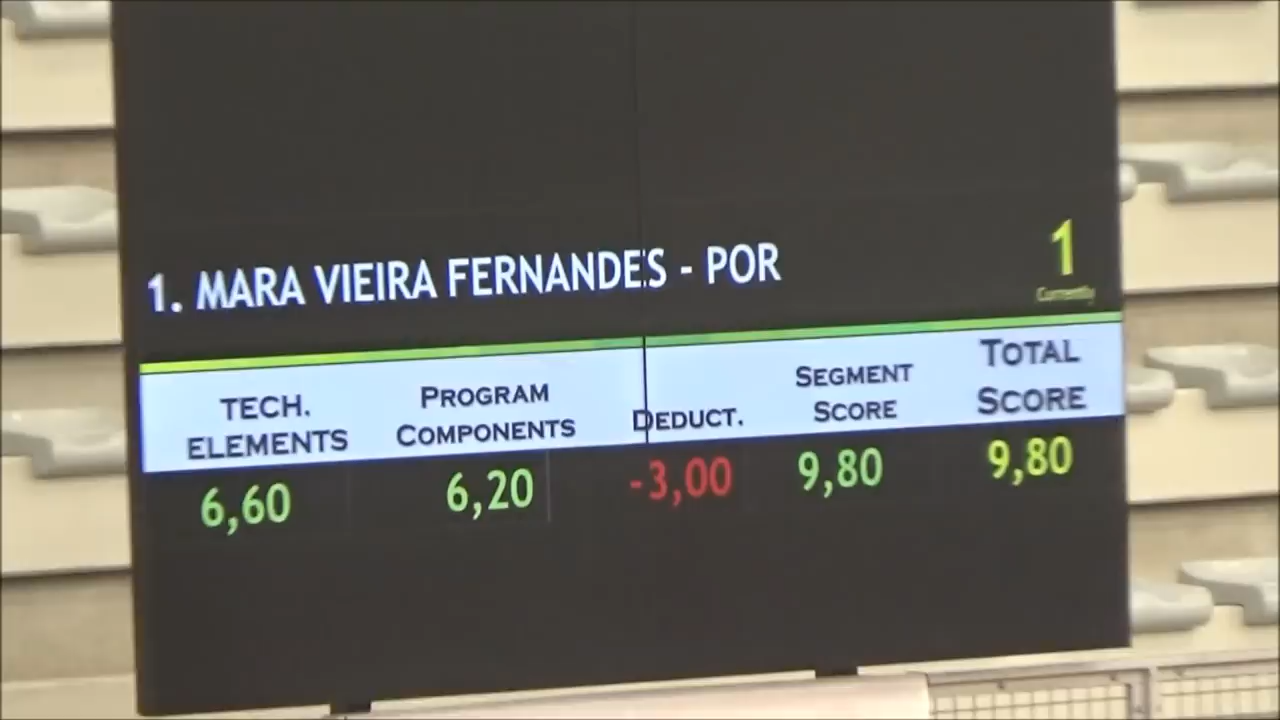 1. MARA VIEIRA FERNANDES - POR
1
Currently
TECH. ELEMENTS
PROGRAM COMPONENTS
DEDUCT.
SEGMENT SCORE
TOTAL SCORE
6,60 6,20 -3,00 9,80 9,80